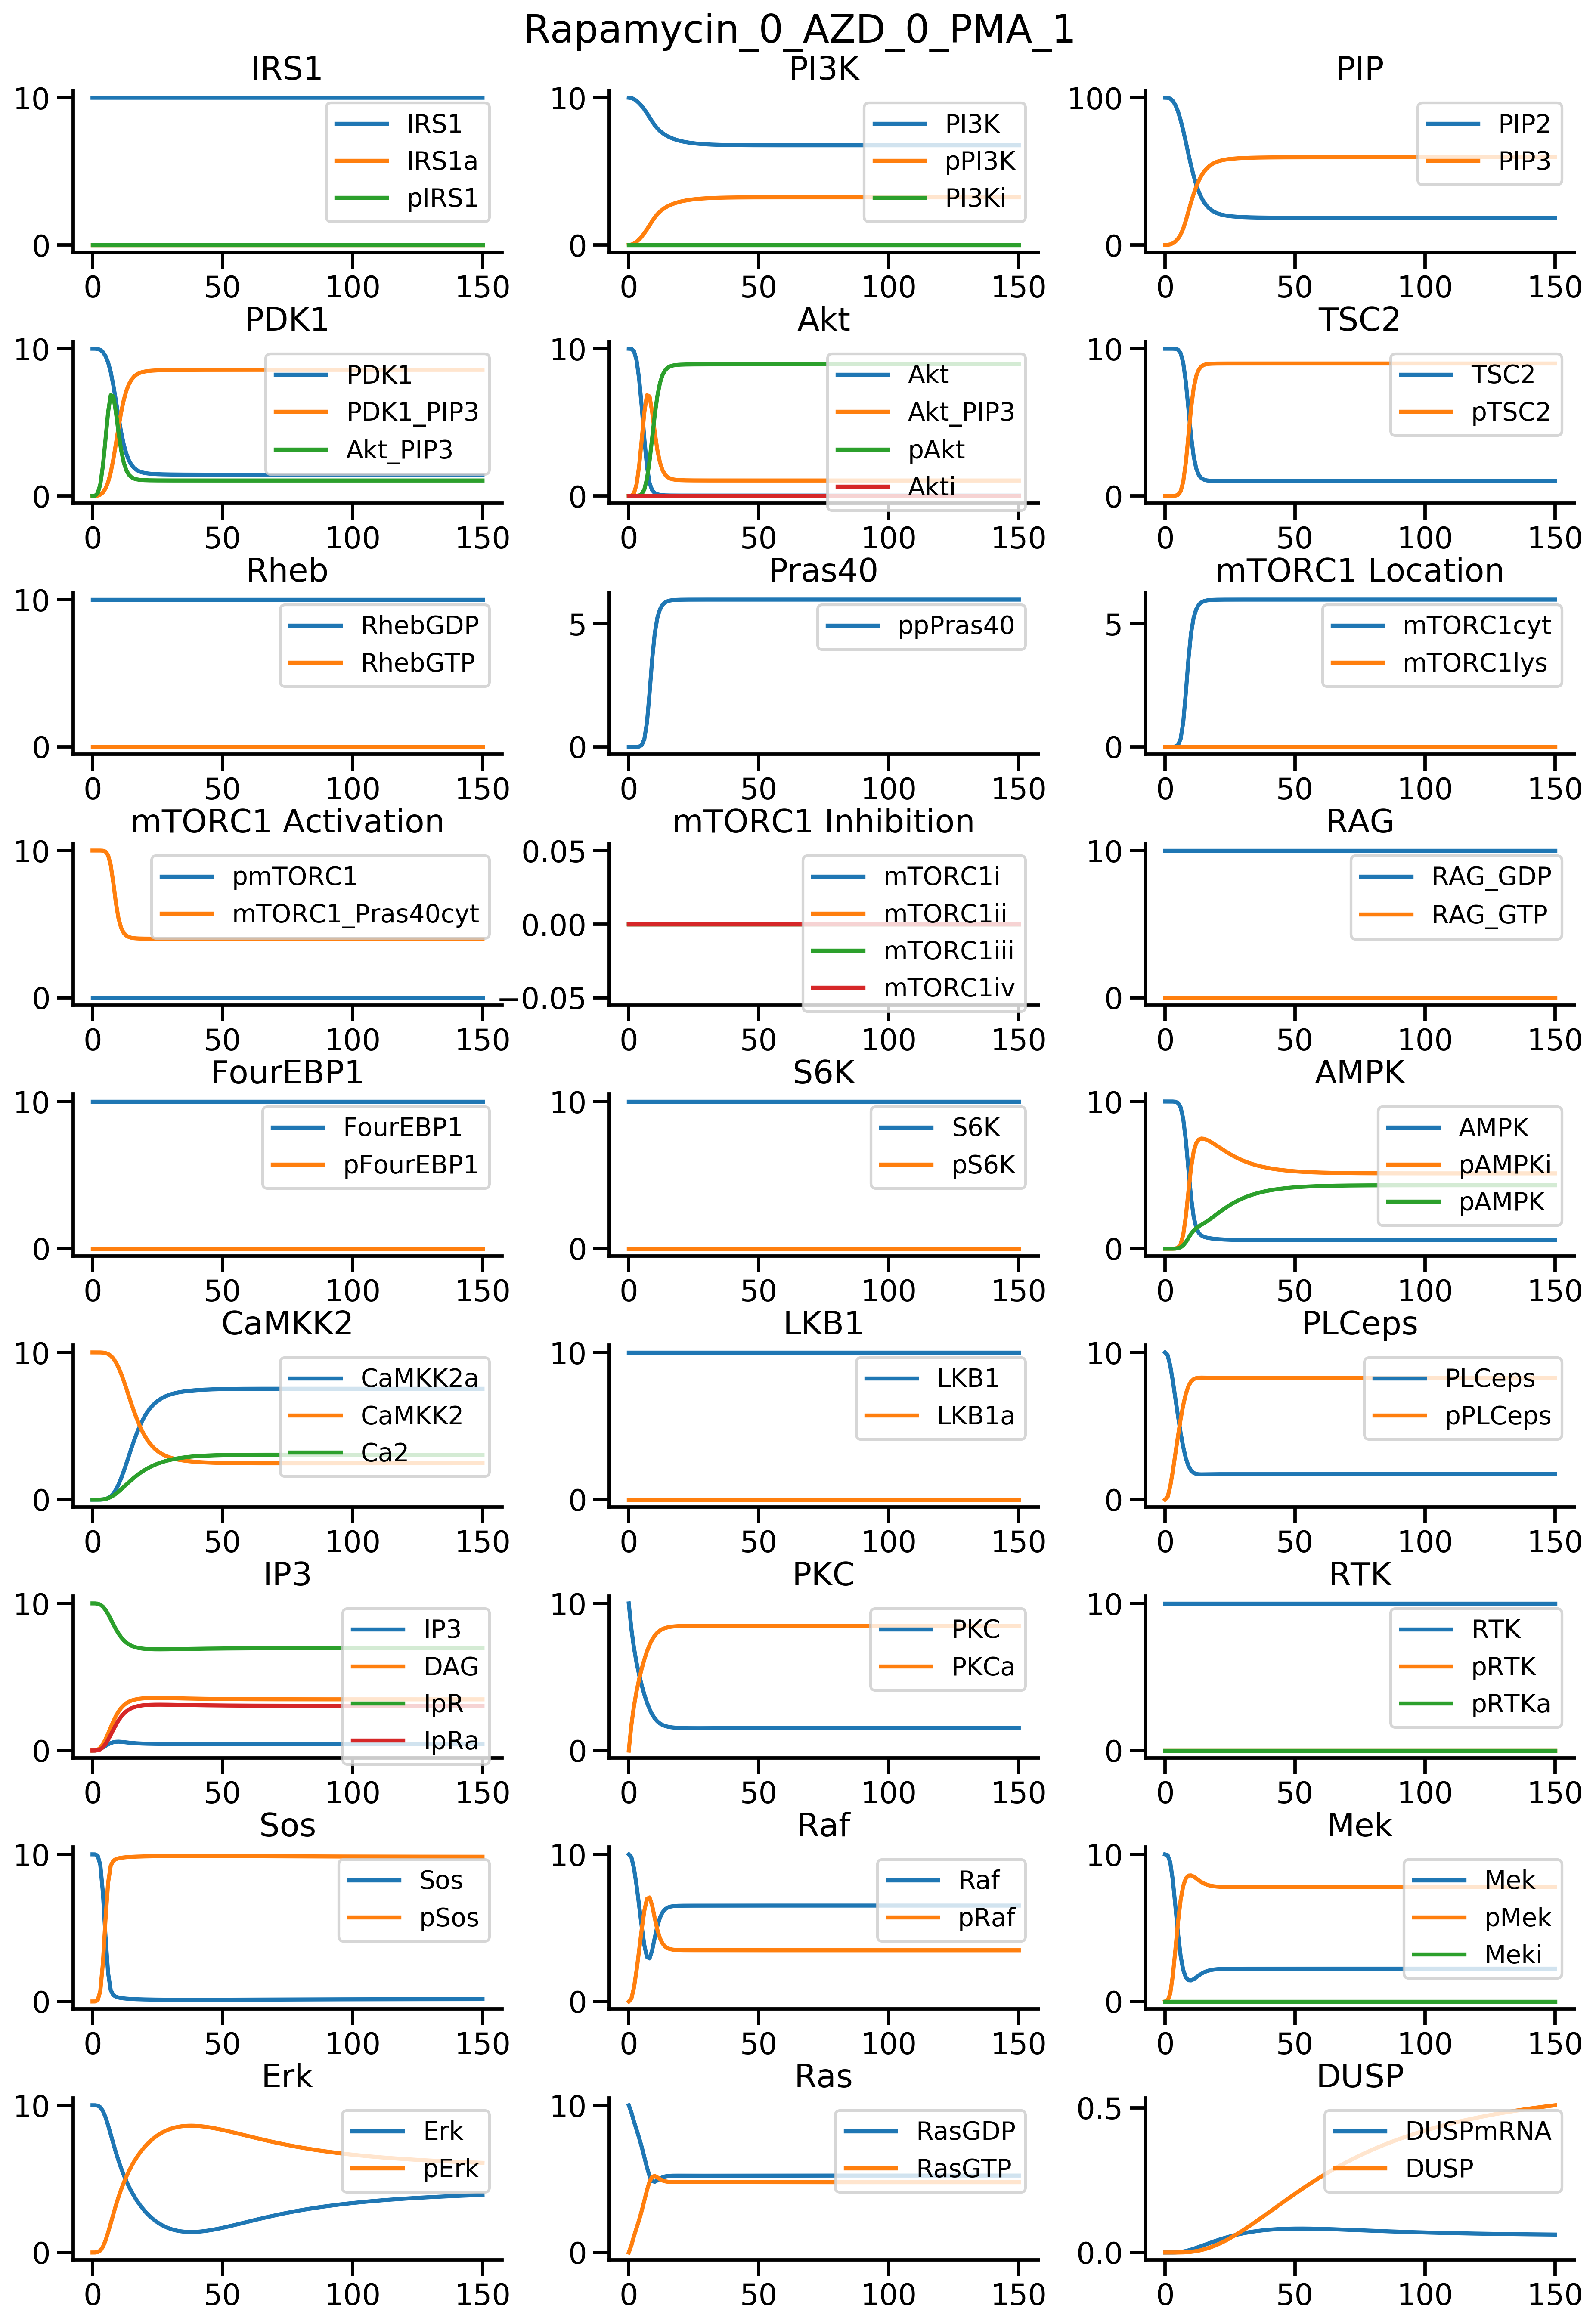 Rapamycin_0_AZD_0_PMA_1
IRS1
10
0
0 50 100 150
IRS1
IRS1a
pIRS1
PI3K
10
0
0 50 100 150
PI3K
pPI3K
PI3Ki
PIP
100
0
0 50 100 150
PIP2
PIP3
PDK1
10
0
0 50 100 150
PDK1
PDK1_PIP3
Akt_PIP3
Akt
10
0
0 50 100 150
Akt
Akt_PIP3
pAkt
Akti
TSC2
10
0
0 50 100 150
TSC2
pTSC2
Rheb
10
0
0 50 100 150
RhebGDP
RhebGTP
Pras40
5
0
0 50 100 150
ppPras40
mTORC1 Location
5
0
0 50 100 150
mTORC1cyt
mTORC1lys
mTORC1 Activation
10
0
0 50 100 150
pmTORC1
mTORC1_Pras40cyt
mTORC1 Inhibition
0.05
0.00
−0.05
0 50 100 150
mTORC1i
mTORC1ii
mTORC1iii
mTORC1iv
RAG
10
0
0 50 100 150
RAG_GDP
RAG_GTP
FourEBP1
10
0
0 50 100 150
FourEBP1
pFourEBP1
S6K
10
0
0 50 100 150
S6K
pS6K
AMPK
10
0
0 50 100 150
AMPK
pAMPKi
pAMPK
CaMKK2
10
0
0 50 100 150
CaMKK2a
CaMKK2
Ca2
LKB1
10
0
0 50 100 150
LKB1
LKB1a
PLCeps
10
0
0 50 100 150
PLCeps
pPLCeps
IP3
10
0
0 50 100 150
IP3
DAG
IpR
IpRa
PKC
10
0
0 50 100 150
PKC
PKCa
RTK
10
0
0 50 100 150
RTK
pRTK
pRTKa
Sos
10
0
0 50 100 150
Sos
pSos
Raf
10
0
0 50 100 150
Raf
pRaf
Mek
10
0
0 50 100 150
Mek
pMek
Meki
Erk
10
0
0 50 100 150
Erk
pErk
Ras
10
0
0 50 100 150
RasGDP
RasGTP
DUSP
0.5
0.0
0 50 100 150
DUSPmRNA
DUSP